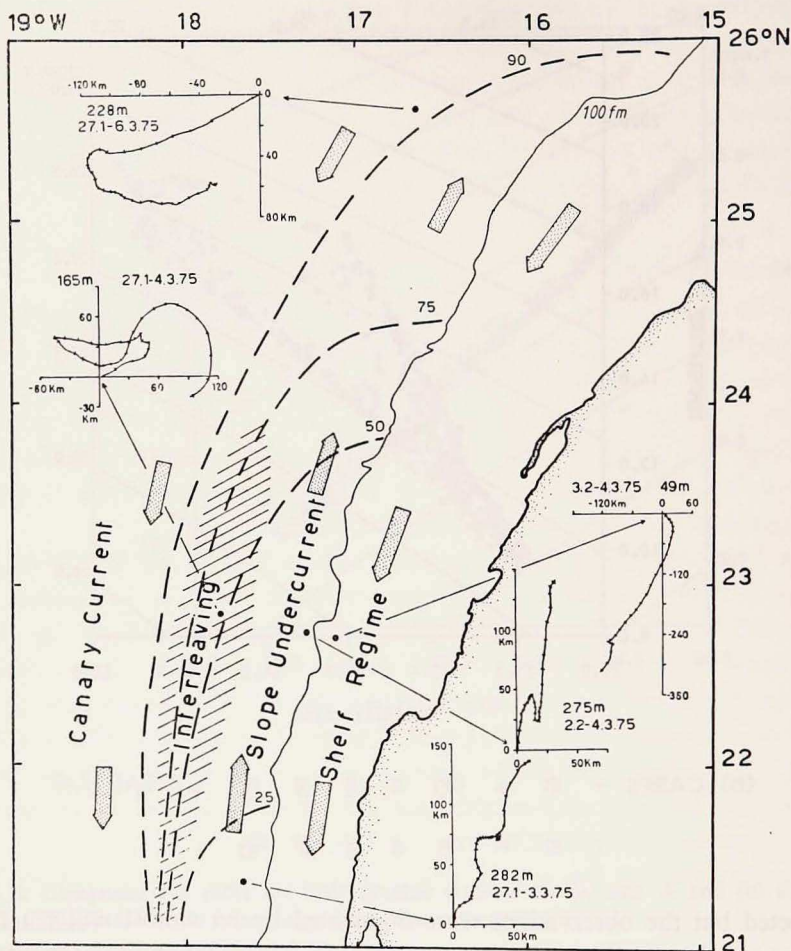 19°W 18 17 16 15
26°N
90
100 fm
-120 Km -80 -40 0
0
40
80 Km
228m
27.1-6.3.75
25
165m 27.1-4.3.75
60
-60 Km 60 120
-30 Km
75
24
50
3.2-4.3.75 49m
-120Km 0 60
-120
-240
-350
23
100 Km
50
0
275m
2.2-4.3.75
0 50Km
Canary Current
Interleaving
Slope Undercurrent
Shelf Regime
22
150
100 Km
50
0
282m
27.1-3.3.75
0 50Km
25
21